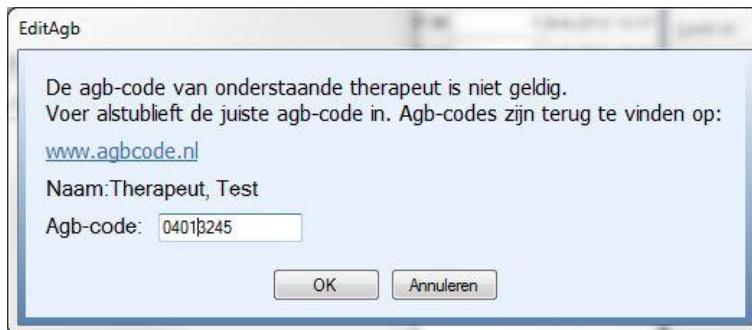 EditAgb
De agb-code van onderstaande therapeut is niet geldig.
Voer alstublieft de juiste agb-code in. Agb-codes zijn terug te vinden op:
www.agbcode.nl
Naam:Therapeut, Test
Agb-code: 04013245
OK Annuleren